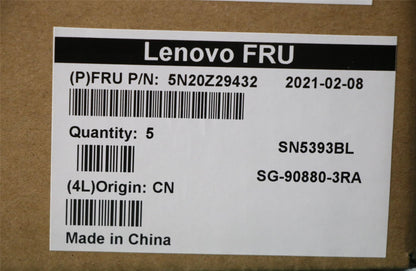 Lenovo FRU
(P)FRU P/N: 5N20Z29432 2021-02-08
Quantity: 5
SN5393BL
SG-90880-3RA
(4L)Origin: CN
Made in China